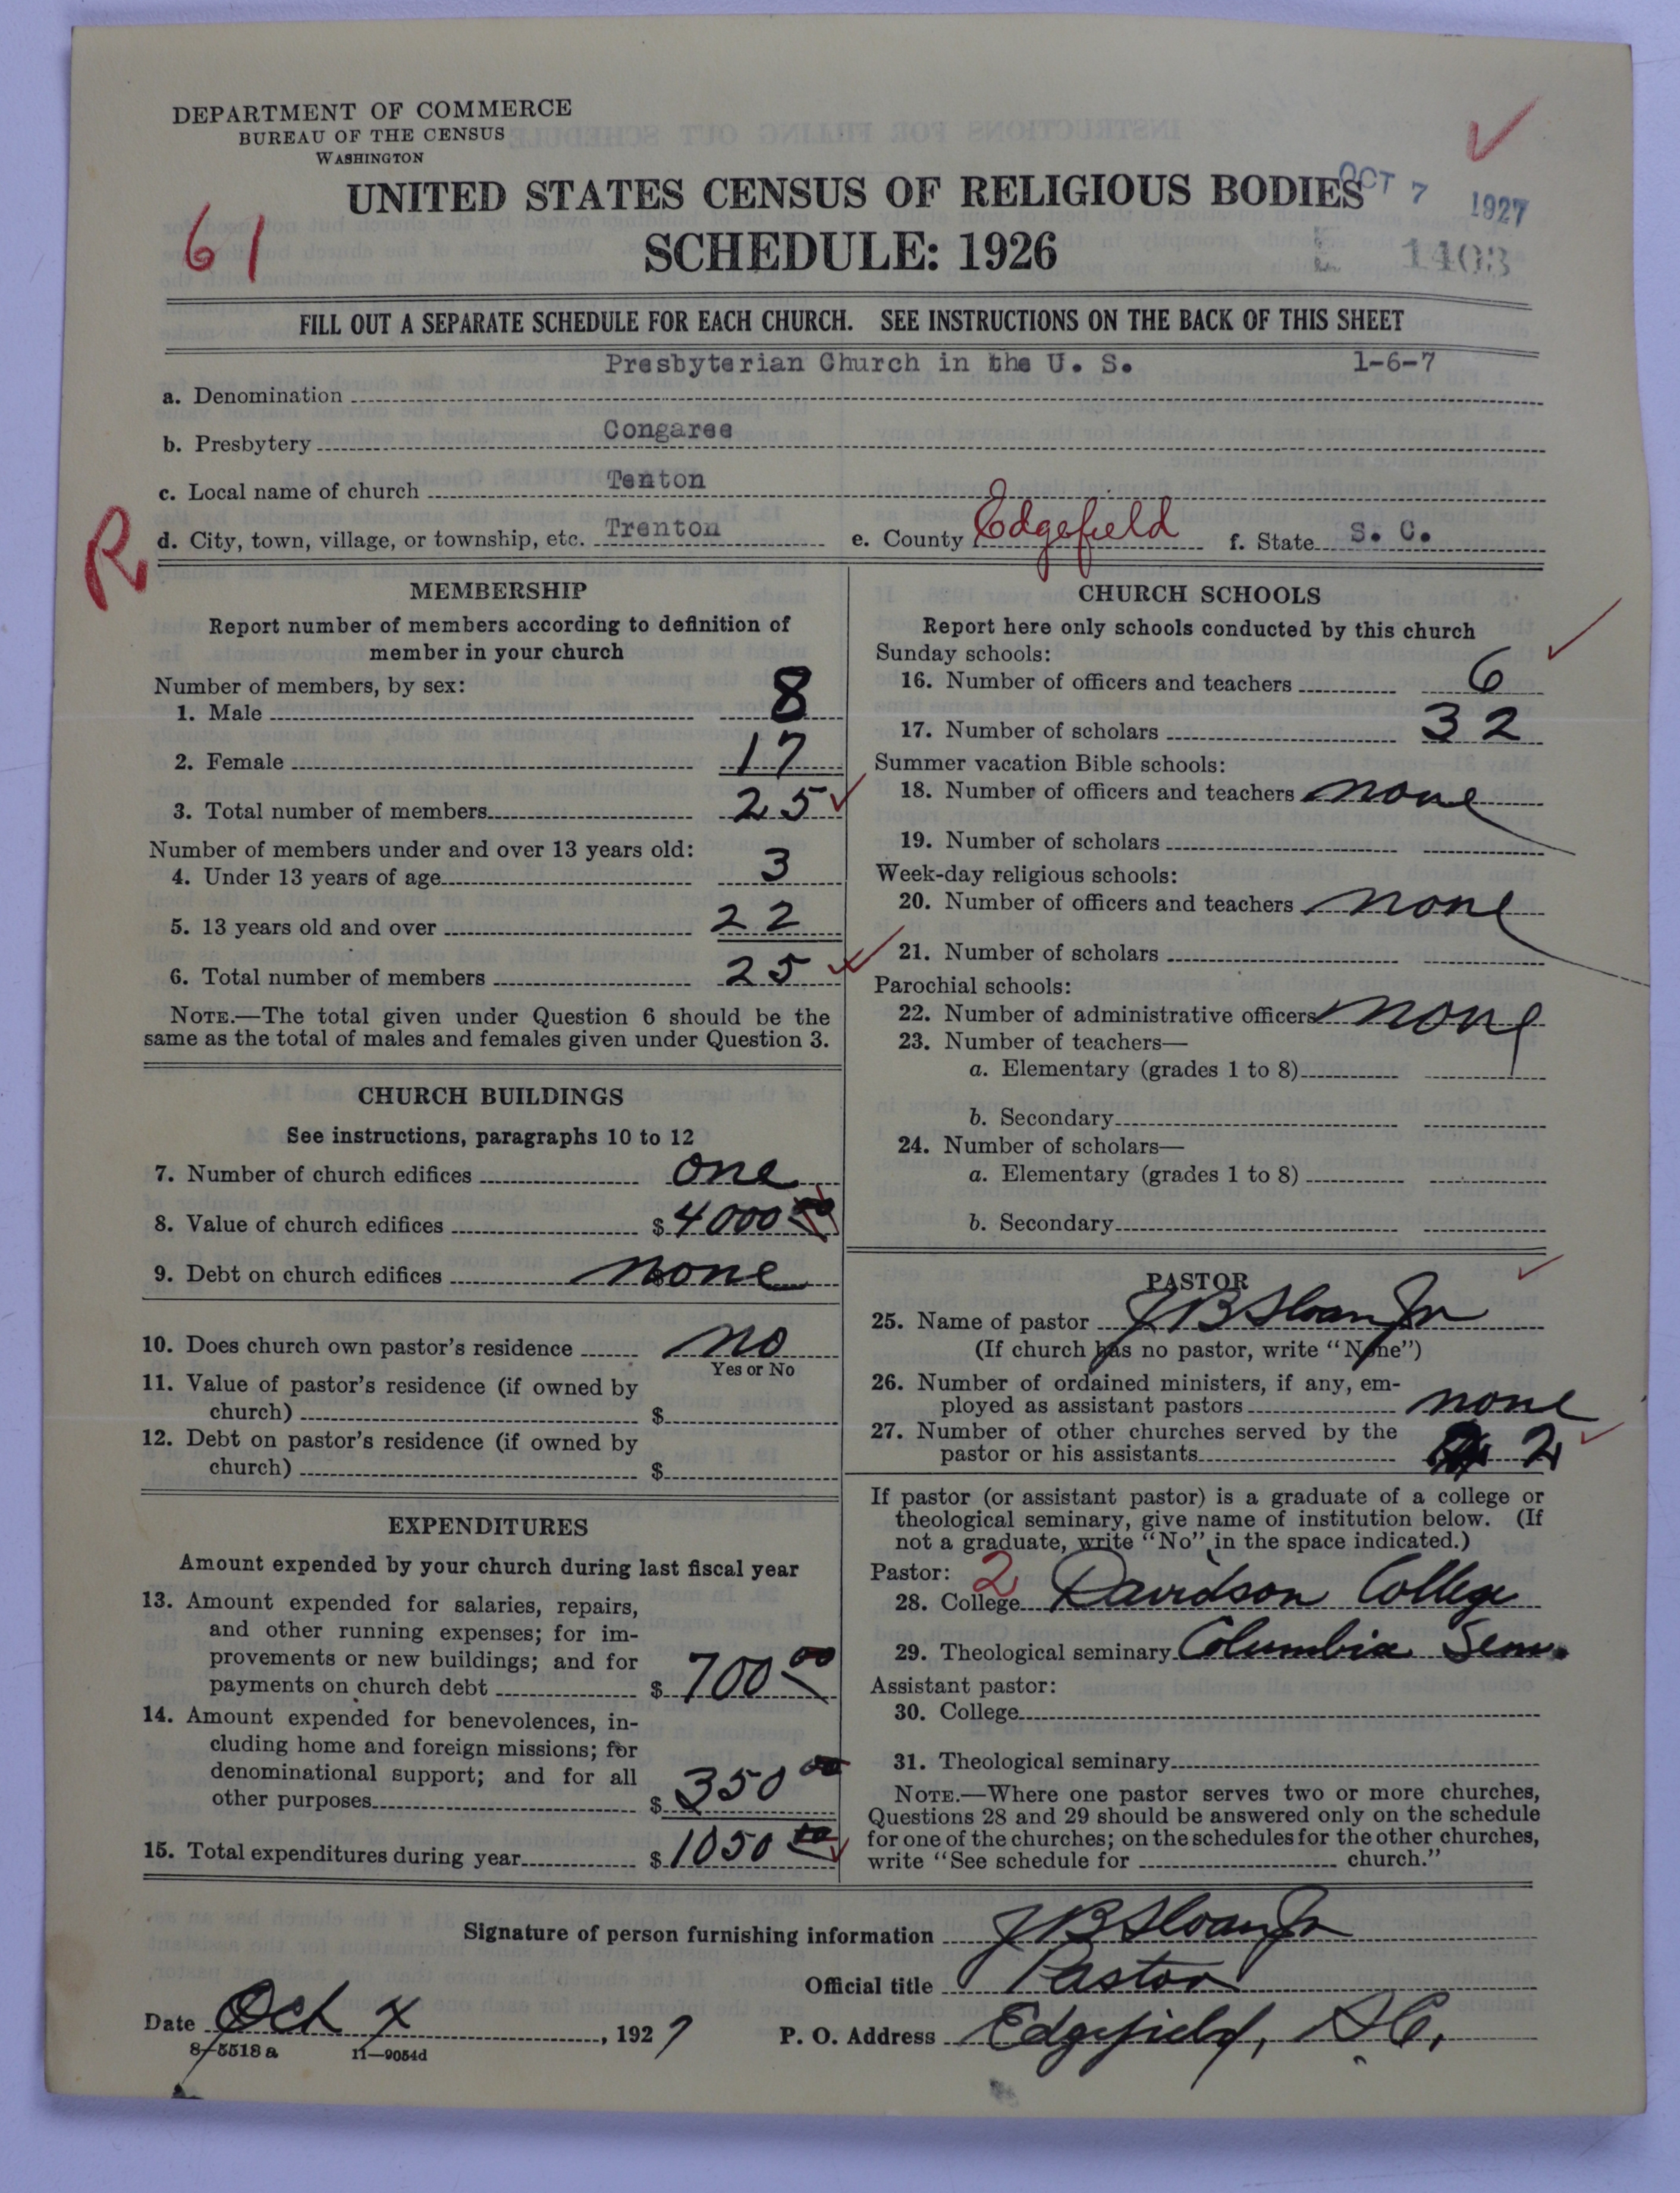 DEPARTMENT OF COMMERCE
BUREAU OF THE CENSUS
WASHINGTON
UNITED STATES CENSUS OF RELIGIOUS BODIES
OCT 7 1927
61
SCHEDULE: 1926
E 1403
FILL OUT A SEPARATE SCHEDULE FOR EACH CHURCH. SEE INSTRUCTIONS ON THE BACK OF THIS SHEET
Presbyterian Church in the U. S. 1-6-7
a. Denomination
b. Presbytery Congaree
c. Local name of church Tenton
R
d. City, town, village, or township, etc. Trenton e. County Edgefield f. State S. C.
MEMBERSHIP
Report number of members according to definition of
member in your church
Number of members, by sex:
1. Male 8
2. Female 17
3. Total number of members 25
Number of members under and over 13 years old:
4. Under 13 years of age 3
5. 13 years old and over 22
6. Total number of members 25
NOTE.—The total given under Question 6 should be the
same as the total of males and females given under Question 3.
CHURCH BUILDINGS
See instructions, paragraphs 10 to 12
7. Number of church edifices one
8. Value of church edifices $4000
9. Debt on church edifices none
10. Does church own pastor's residence no
Yes or No
11. Value of pastor's residence (if owned by
church) $
12. Debt on pastor's residence (if owned by
church) $
EXPENDITURES
Amount expended by your church during last fiscal year
13. Amount expended for salaries, repairs,
and other running expenses; for im-
provements or new buildings; and for
payments on church debt $700 00
14. Amount expended for benevolences, in-
cluding home and foreign missions; for
denominational support; and for all
other purposes $350 00
15. Total expenditures during year $1050
CHURCH SCHOOLS
Report here only schools conducted by this church
Sunday schools:
16. Number of officers and teachers 6
17. Number of scholars 32
Summer vacation Bible schools:
18. Number of officers and teachers none
19. Number of scholars
Week-day religious schools:
20. Number of officers and teachers none
21. Number of scholars
Parochial schools:
22. Number of administrative officers none
23. Number of teachers—
a. Elementary (grades 1 to 8)
b. Secondary
24. Number of scholars—
a. Elementary (grades 1 to 8)
b. Secondary
PASTOR
25. Name of pastor J B Sloan Jr
(If church has no pastor, write "None")
26. Number of ordained ministers, if any, em-
ployed as assistant pastors none
27. Number of other churches served by the
pastor or his assistants 2
If pastor (or assistant pastor) is a graduate of a college or
theological seminary, give name of institution below. (If
not a graduate, write "No" in the space indicated.)
Pastor: 2
28. College Davidson College
29. Theological seminary Columbia Sem.
Assistant pastor:
30. College
31. Theological seminary
NOTE.—Where one pastor serves two or more churches,
Questions 28 and 29 should be answered only on the schedule
for one of the churches; on the schedules for the other churches,
write "See schedule for church."
Signature of person furnishing information J B Sloan Jr
Official title Pastor
Date Oct , 1927
P. O. Address Edgefield, S.C.
8-5518 a 11—9054d